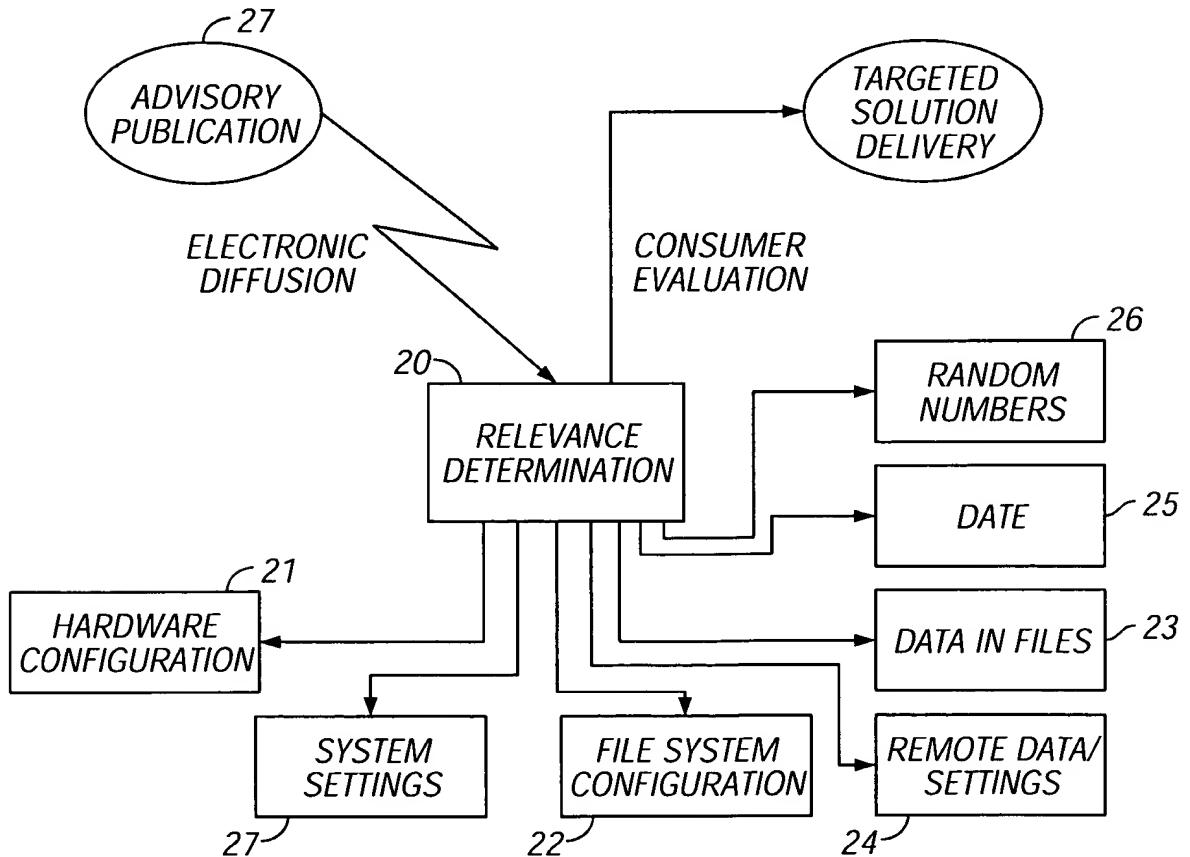 27
ADVISORY
PUBLICATION
TARGETED
SOLUTION
DELIVERY
ELECTRONIC
DIFFUSION
CONSUMER
EVALUATION
20
RELEVANCE
DETERMINATION
26
RANDOM
NUMBERS
DATE
25
21
HARDWARE
CONFIGURATION
DATA IN FILES
23
SYSTEM
SETTINGS
27
FILE SYSTEM
CONFIGURATION
22
REMOTE DATA/
SETTINGS
24